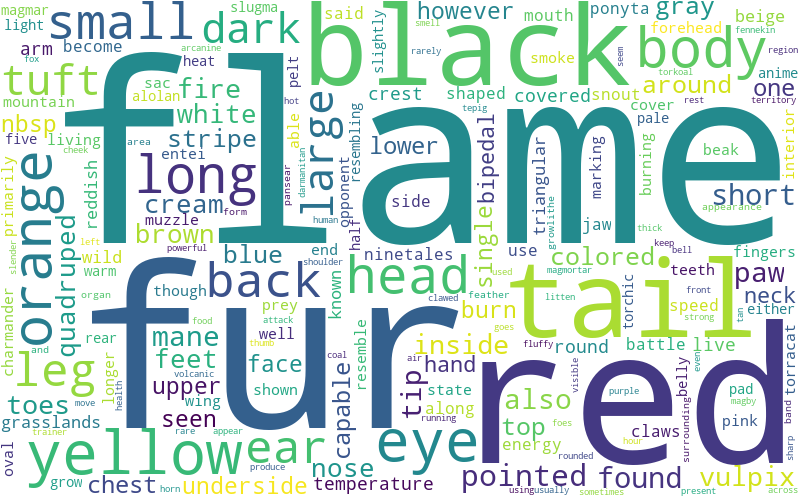 magmar
slugma
dark
small
said
however
ponyta
gray
smell
mouth
beige
arcanine
light
become
arm
black
slightly
rarely
forehead
fennekin
seem
region
fox
heat
pelt
smoke
torkoal
anime
tuft
fire
hot
crest
shaped
covered
snout
body
around
one
mountain
sac
alolan
white
able
large
resembling
tepig
cover
rest
territory
nbsp
five
living
stripe
opponent
lower
bipedal
triangular
marking
pale
burning
interior
flame
area
entei
long
pansear
darmanitan
side
jaw
beak
short
primarily
orange
reddish
cheek
cream
form
human
half
growlithe
thick
appearance
muzzle
brown
powerful
single
use
keep
bell
fingers
left
wild
slender
quadruped
warm
blue
end
ninetales
colored
back
shoulder
head
used
magmortar
teeth
paw
neck
organ
though
prey
known
clawed
feather
litten
front
speed
tan
either
charmander
rear
fur
tail
torchic
strong
mane
food
attack
well
burn
goes
fluffy
battle
live
and
longer
feet
face
coal
resemble
air
inside
round
even
torracat
leg
thumb
volcanic
shown
hand
state
visible
belly
toes
upper
wing
capable
tip
along
red
purple
magby
pad
grasslands
health
move
seen
running
also
foes
surrounding
pink
band
trainer
rare
appear
eye
top
hour
claws
sharp
oval
yellow
ear
nose
energy
rounded
grow
produce
pointed
found
vulpix
chest
horn
underside
temperature
using
usually
sometimes
present
across